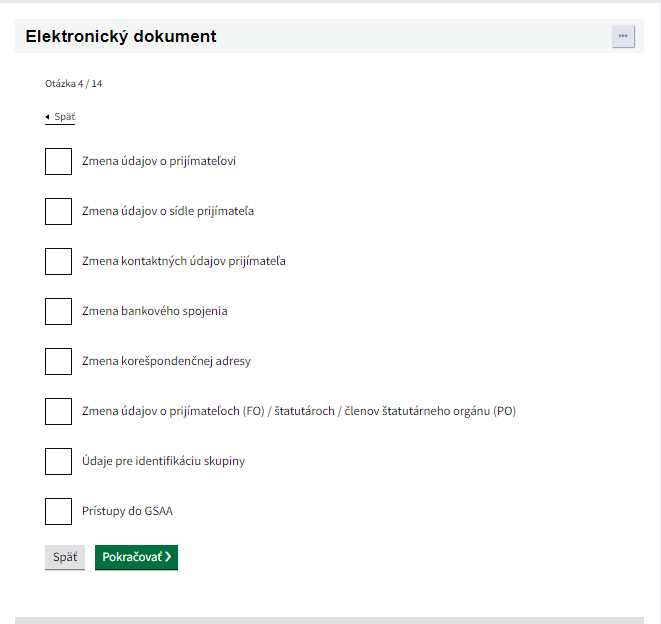 Elektronický dokument
Otázka 4 / 14
Späť
Zmena údajov o prijímateľovi
Zmena údajov o sídle prijímateľa
Zmena kontaktných údajov prijímateľa
Zmena bankového spojenia
Zmena korešpondenčnej adresy
Zmena údajov o prijímateľoch (FO) / štatutároch / členov štatutárneho orgánu (PO)
Údaje pre identifikáciu skupiny
Prístupy do GSAA
Späť Pokračovať